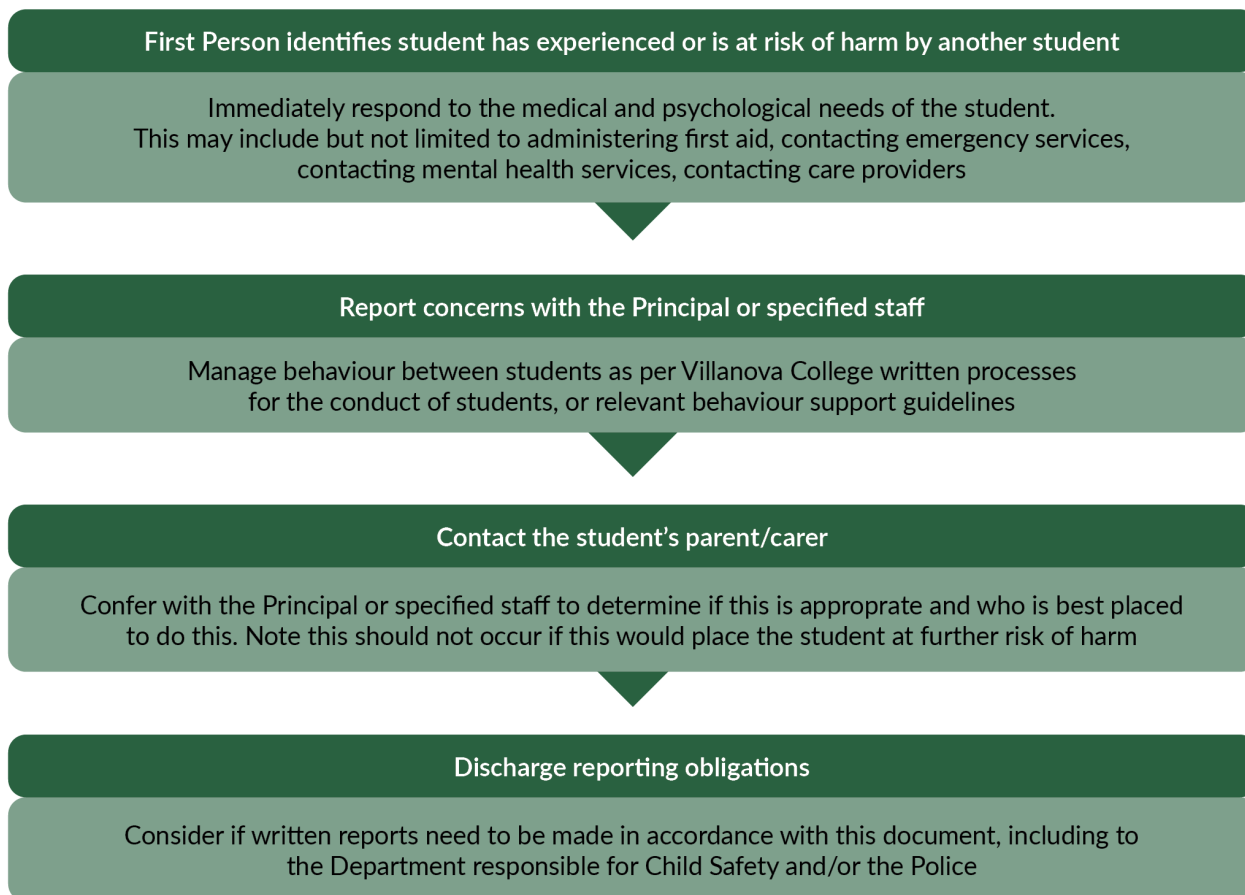 First Person identifies student has experienced or is at risk of harm by another student
Immediately respond to the medical and psychological needs of the student.
This may include but not limited to administering first aid, contacting emergency services,
contacting mental health services, contacting care providers
Report concerns with the Principal or specified staff
Manage behaviour between students as per Villanova College written processes
for the conduct of students, or relevant behaviour support guidelines
Contact the student’s parent/carer
Confer with the Principal or specified staff to determine if this is approprate and who is best placed
to do this. Note this should not occur if this would place the student at further risk of harm
Discharge reporting obligations
Consider if written reports need to be made in accordance with this document, including to
the Department responsible for Child Safety and/or the Police